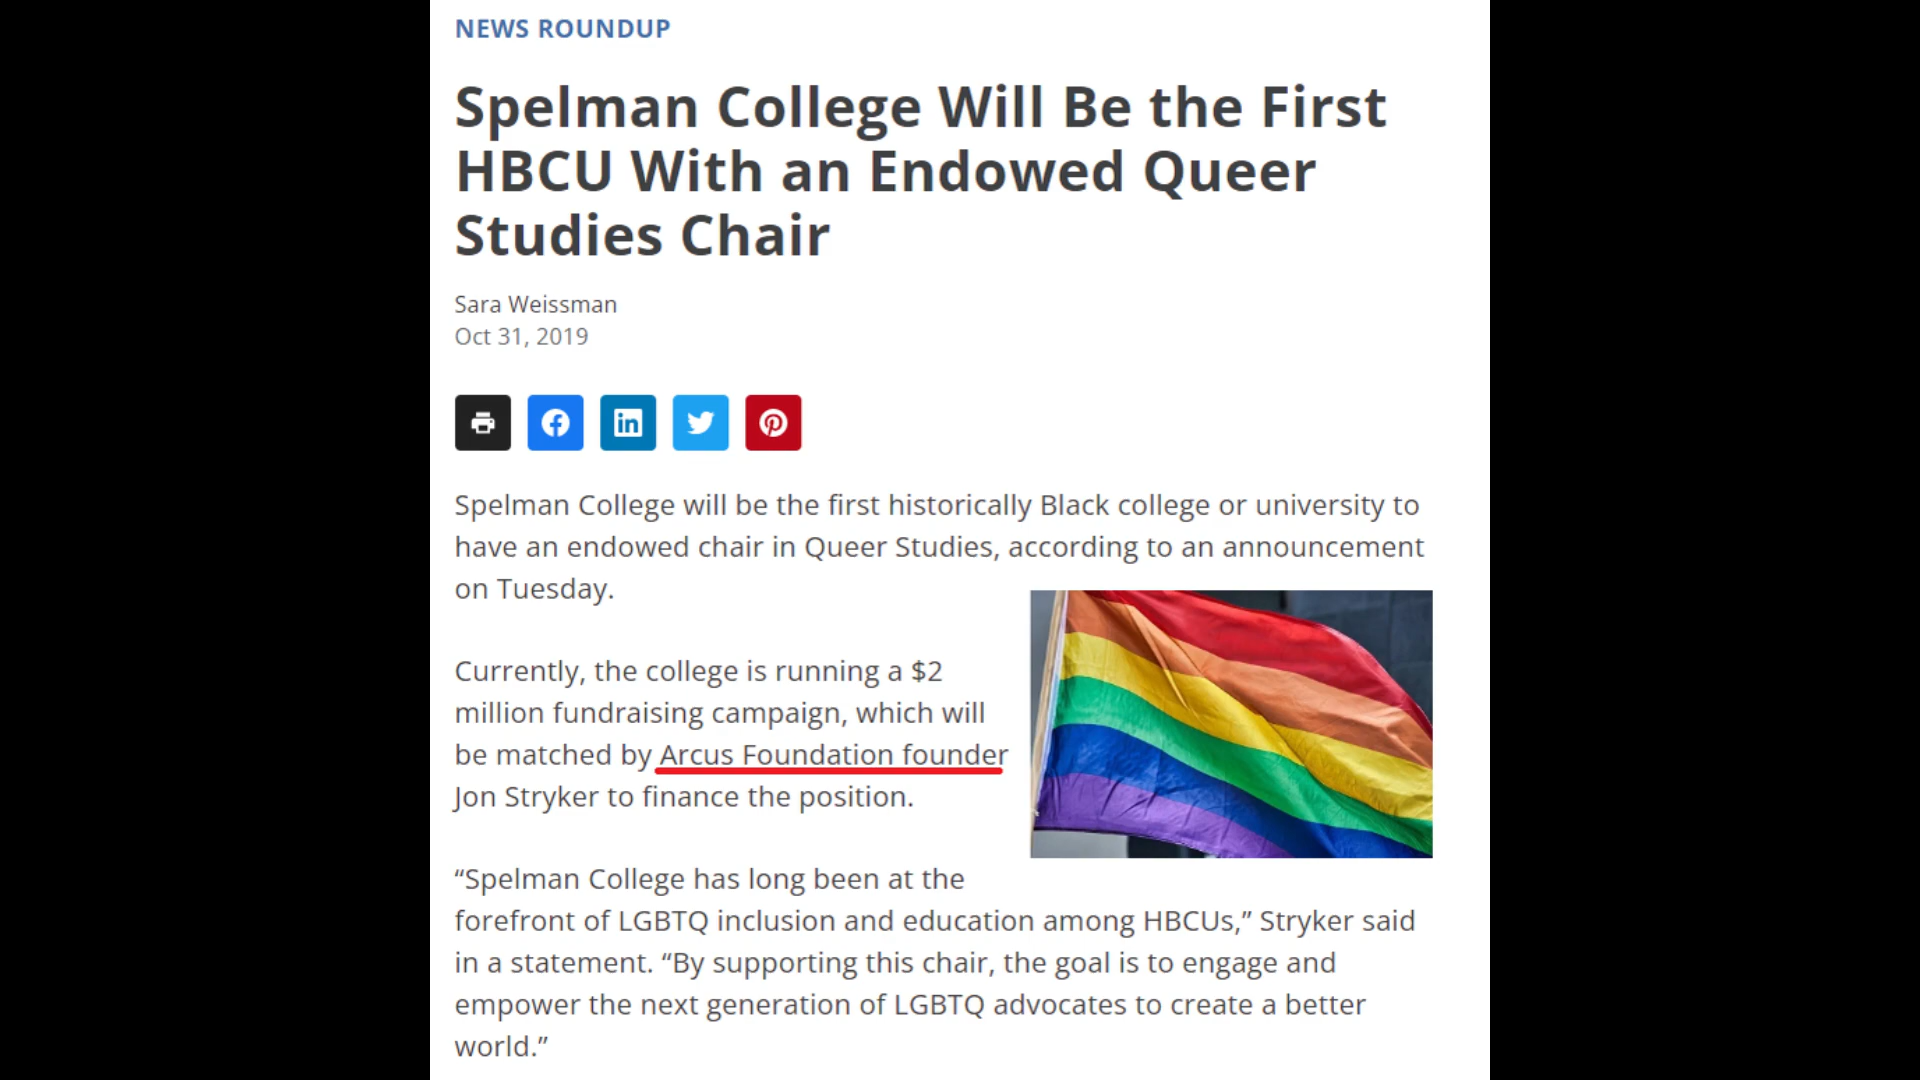 NEWS ROUNDUP
Spelman College Will Be the First
HBCU With an Endowed Queer
Studies Chair
Sara Weissman
Oct 31, 2019
Spelman College will be the first historically Black college or university to
have an endowed chair in Queer Studies, according to an announcement
on Tuesday.
Currently, the college is running a $2
million fundraising campaign, which will
be matched by Arcus Foundation founder
Jon Stryker to finance the position.
“Spelman College has long been at the
forefront of LGBTQ inclusion and education among HBCUs,” Stryker said
in a statement. “By supporting this chair, the goal is to engage and
empower the next generation of LGBTQ advocates to create a better
world.”